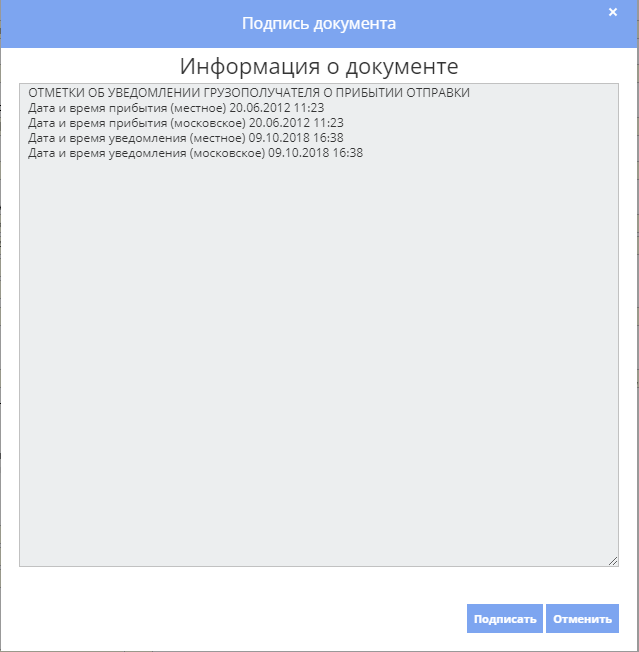 Подпись документа
×
Информация о документе
ОТМЕТКИ ОБ УВЕДОМЛЕНИИ ГРУЗОПОЛУЧАТЕЛЯ О ПРИБЫТИИ ОТПРАВКИ
Дата и время прибытия (местное) 20.06.2012 11:23
Дата и время прибытия (московское) 20.06.2012 11:23
Дата и время уведомления (местное) 09.10.2018 16:38
Дата и время уведомления (московское) 09.10.2018 16:38
Подписать
Отменить